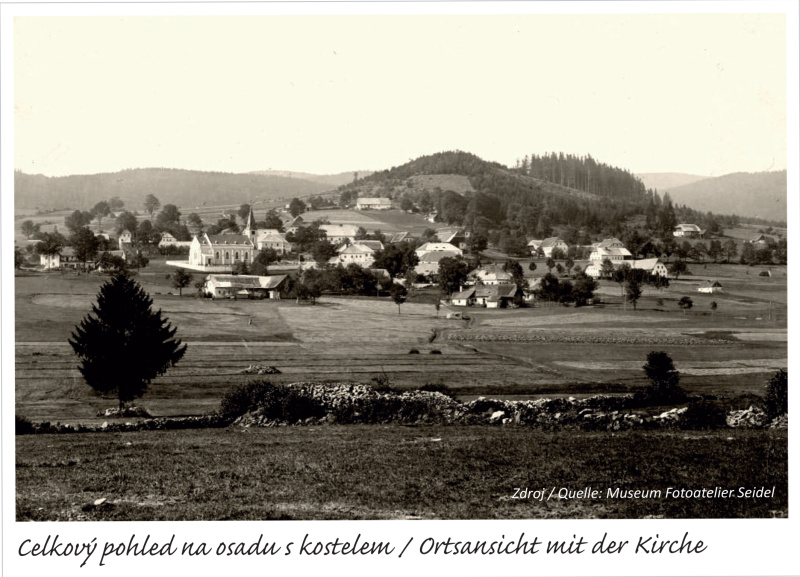 Zdroj / Quelle: Museum Fotoatelier Seidel
Celkový pohled na osadu s kostelem / Ortsansicht mit der Kirche